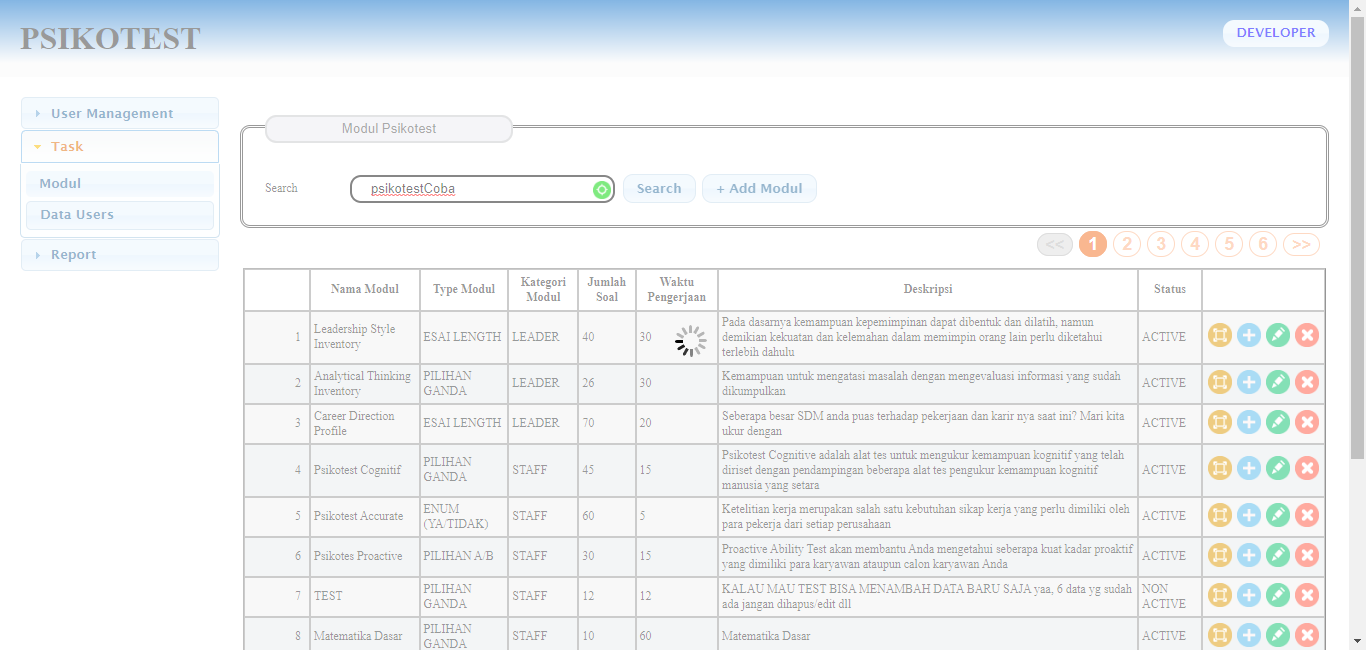 PSIKOTEST
DEVELOPER
User Management
Task
Modul
Data Users
Report
Modul Psikotest
Search psikotestCoba Search + Add Modul
<< 1 2 3 4 5 6 >>
Nama Modul Type Modul Kategori Modul Jumlah Soal Waktu Pengerjaan Deskripsi Status
1 Leadership Style Inventory ESAI LENGTH LEADER 40 30 Pada dasarnya kemampuan kepemimpinan dapat dibentuk dan dilatih, namun demikian kekuatan dan kelemahan dalam memimpin orang lain perlu diketahui terlebih dahulu ACTIVE
2 Analytical Thinking Inventory PILIHAN GANDA LEADER 26 30 Kemampuan untuk mengatasi masalah dengan mengevaluasi informasi yang sudah dikumpulkan ACTIVE
3 Career Direction Profile ESAI LENGTH LEADER 70 20 Seberapa besar SDM anda puas terhadap pekerjaan dan karir nya saat ini? Mari kita ukur dengan ACTIVE
4 Psikotest Cognitif PILIHAN GANDA STAFF 45 15 Psikotest Cognitive adalah alat tes untuk mengukur kemampuan kognitif yang telah diriset dengan pendampingan beberapa alat tes pengukur kemampuan kognitif manusia yang setara ACTIVE
5 Psikotest Accurate ENUM (YA/TIDAK) STAFF 60 5 Ketelitian kerja merupakan salah satu kebutuhan sikap kerja yang perlu dimiliki oleh para pekerja dari setiap perusahaan ACTIVE
6 Psikotes Proactive PILIHAN A/B STAFF 30 15 Proactive Ability Test akan membantu Anda mengetahui seberapa kuat kadar proaktif yang dimiliki para karyawan ataupun calon karyawan Anda ACTIVE
7 TEST PILIHAN GANDA STAFF 12 12 KALAU MAU TEST BISA MENAMBAH DATA BARU SAJA yaa, 6 data yg sudah ada jangan dihapus/edit dll NON ACTIVE
8 Matematika Dasar PILIHAN GANDA STAFF 10 60 Matematika Dasar ACTIVE